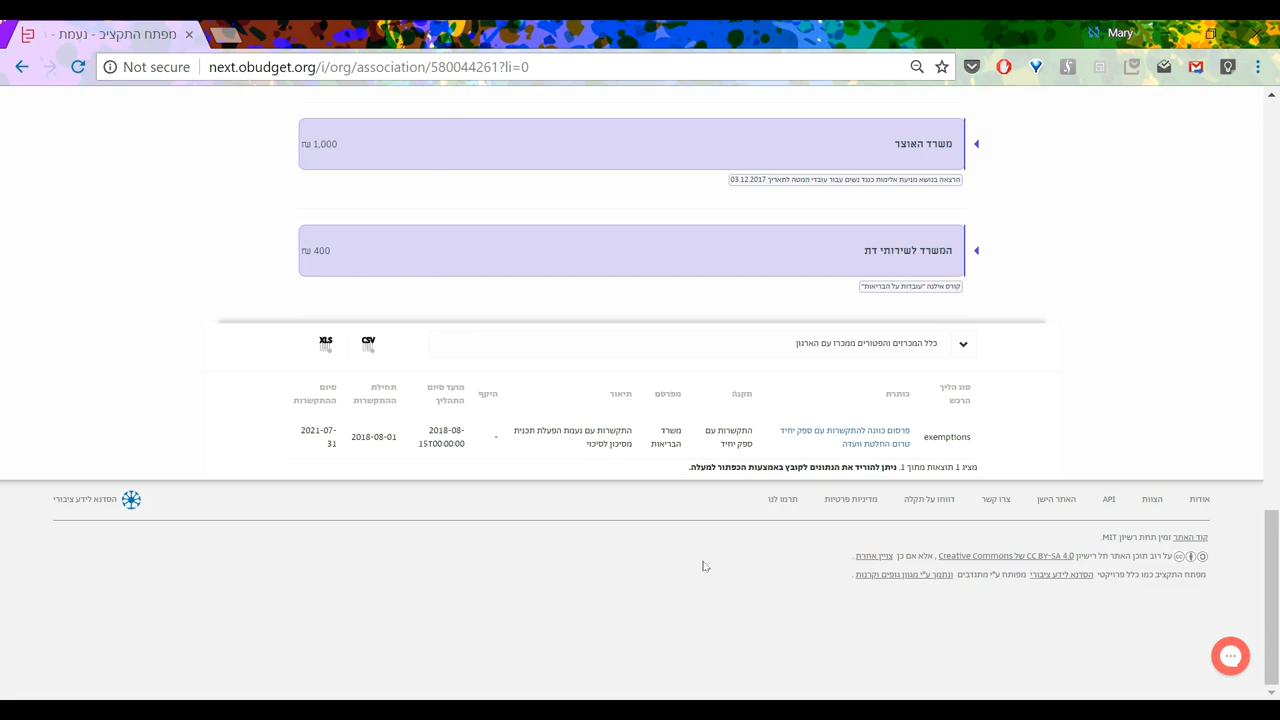 מפתח התקציב - נעמת -
Mary
Not secure
next.obudget.org/i/org/association/580044261?li=0
משרד האוצר
1,000 ₪
הרצאה בנושא מניעת אלימות כנגד נשים עבור עובדי המטה לתאריך 03.12.2017
המשרד לשירותי דת
400 ₪
קורס אילנה "עובדות על הבריאות"
כלל המכרזים והפטורים ממכרז עם הארגון
CSV
XLS
סוג הליך הרכש
כותרת
תקנה
מפרסם
תיאור
היקף
מועד סיום התהליך
תחילת ההתקשרות
סיום ההתקשרות
exemptions
פרסום כוונה להתקשרות עם ספק יחיד
טרום החלטת וועדה
התקשרות עם
ספק יחיד
משרד
הבריאות
התקשרות עם נעמת הפעלת תכנית
מסיכון לסיכוי
-
2018-08-
15T00:00:00
2018-08-01
2021-07-
31
מציג 1 תוצאות מתוך 1. ניתן להוריד את הנתונים לקובץ באמצעות הכפתור למעלה.
אודות
הצוות
API
האתר הישן
צרו קשר
דווחו על תקלה
מדיניות פרטיות
תרמו לנו
הסדנא לידע ציבורי
קוד האתר זמין תחת רשיון MIT.
על רוב תוכן האתר חל רישיון CC BY-SA 4.0 של Creative Commons , אלא אם כן צויין אחרת .
מפתח התקציב כמו כלל פרויקטי הסדנא לידע ציבורי מפותח ע"י מתנדבים ונתמך ע"י מגוון גופים וקרנות .